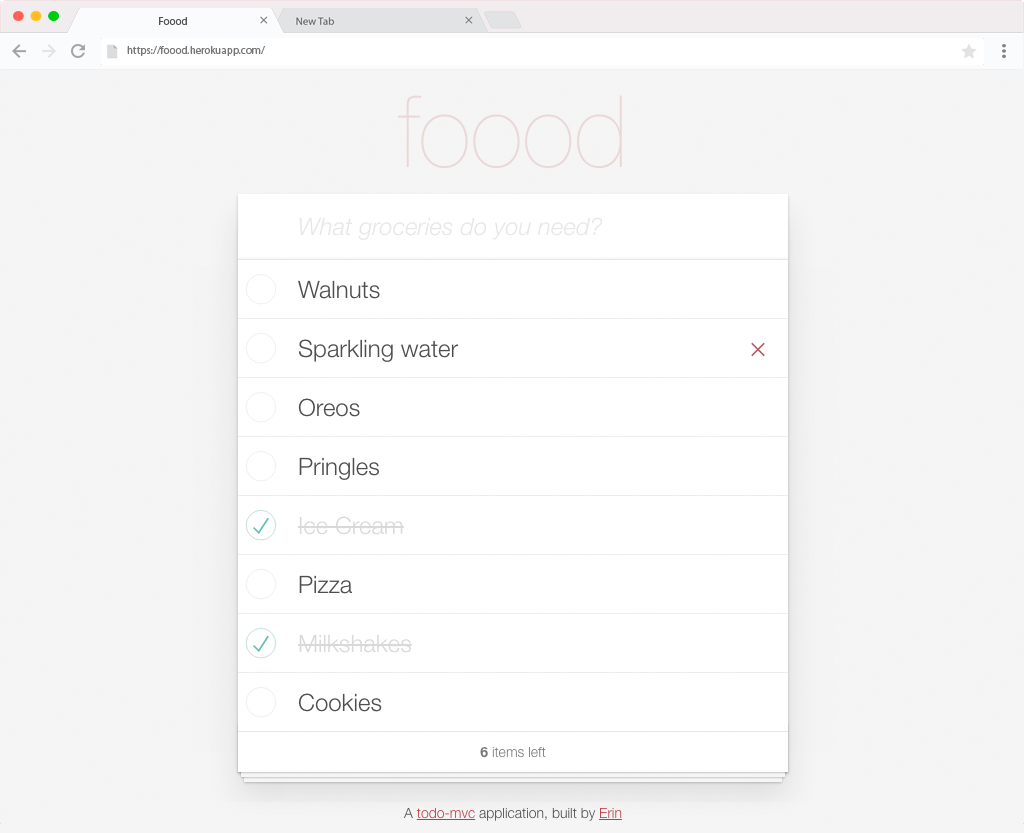 Foood
New Tab
https://foood.herokuapp.com/
foood
What groceries do you need?
Walnuts
Sparkling water
Oreos
Pringles
Ice Cream
Pizza
Milkshakes
Cookies
6 items left
A todo-mvc application, built by Erin